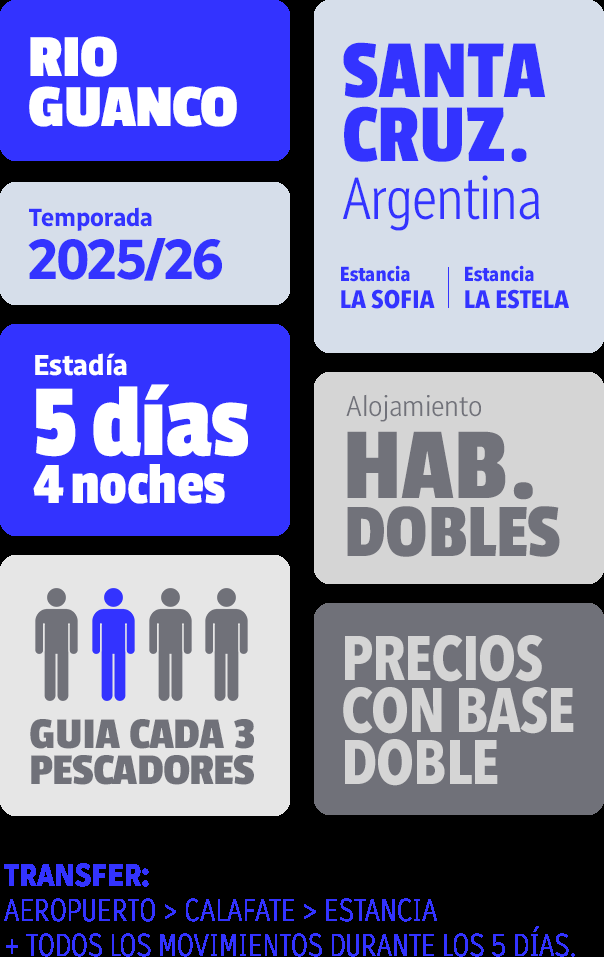 RIO
GUANCO
Temporada
2025/26
Estadía
5 días
4 noches
GUIA CADA 3
PESCADORES
SANTA
CRUZ.
Argentina
Estancia
LA SOFIA
Estancia
LA ESTELA
Alojamiento
HAB.
DOBLES
PRECIOS
CON BASE
DOBLE
TRANSFER:
AEROPUERTO > CALAFATE > ESTANCIA
+ TODOS LOS MOVIMIENTOS DURANTE LOS 5 DÍAS.